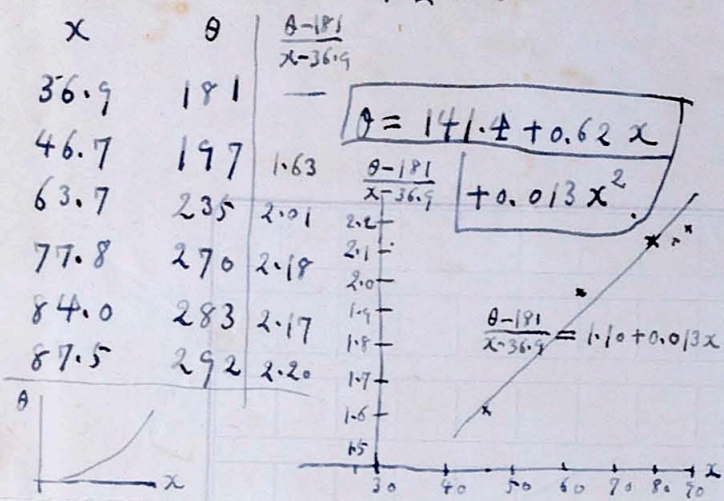 x θ θ-181/x-36.9
36.9 181 —
46.7 197 1.63
63.7 235 2.01
77.8 270 2.18
84.0 283 2.17
87.5 292 2.20
θ = 141.4 + 0.62 x
+ 0.013 x²
θ-181/x-36.9
2.2
2.1
2.0
1.9
1.8
1.7
1.6
1.5
θ-181/x-36.9 = 1.10 + 0.013x
30 40 50 60 70 80 90 x
θ
x